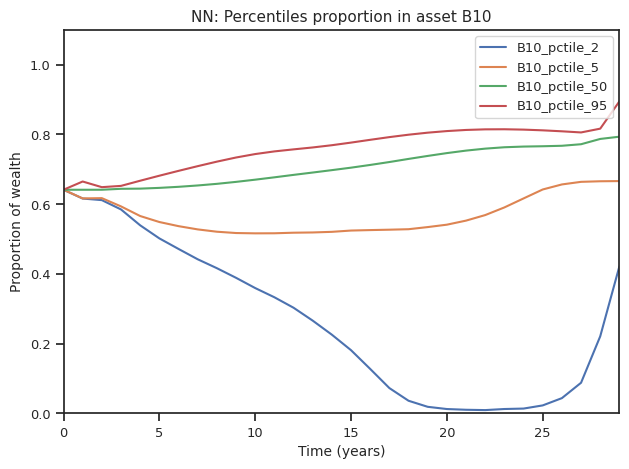 NN: Percentiles proportion in asset B10
B10_pctile_2
B10_pctile_5
B10_pctile_50
B10_pctile_95
Proportion of wealth
1.0
0.8
0.6
0.4
0.2
0.0
0 5 10 15 20 25
Time (years)